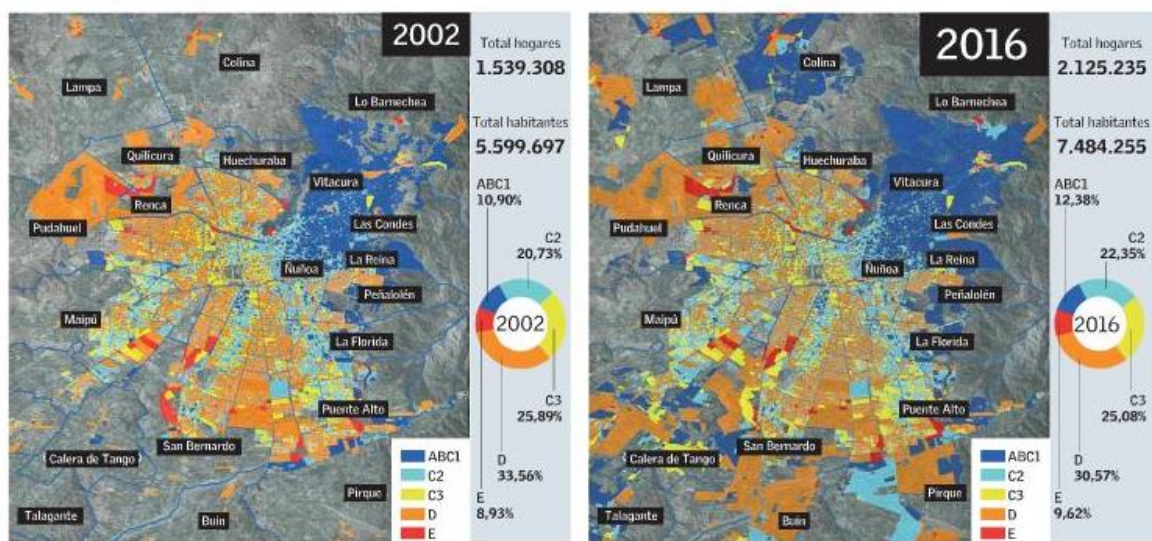 2002
Total hogares
1.539.308
Total habitantes
5.599.697
ABC1
10,90%
C2
20,73%
2002
C3
25,89%
D
33,56%
E
8,93%
Colina
Lampa
Lo Barnechea
Quilicura
Huechuraba
Vitacura
Renca
Pudahuel
Las Condes
La Reina
Ñuñoa
Peñalolén
Maipú
La Florida
Puente Alto
San Bernardo
Calera de Tango
Pirque
Talagante
Buin
ABC1
C2
C3
D
E
2016
Total hogares
2.125.235
Total habitantes
7.484.255
ABC1
12,38%
C2
22,35%
2016
C3
25,08%
D
30,57%
E
9,62%
Colina
Lampa
Lo Barnechea
Quilicura
Huechuraba
Vitacura
Renca
Pudahuel
Las Condes
La Reina
Ñuñoa
Peñalolén
Maipú
La Florida
Puente Alto
San Bernardo
Calera de Tango
Pirque
Talagante
Buin
ABC1
C2
C3
D
E